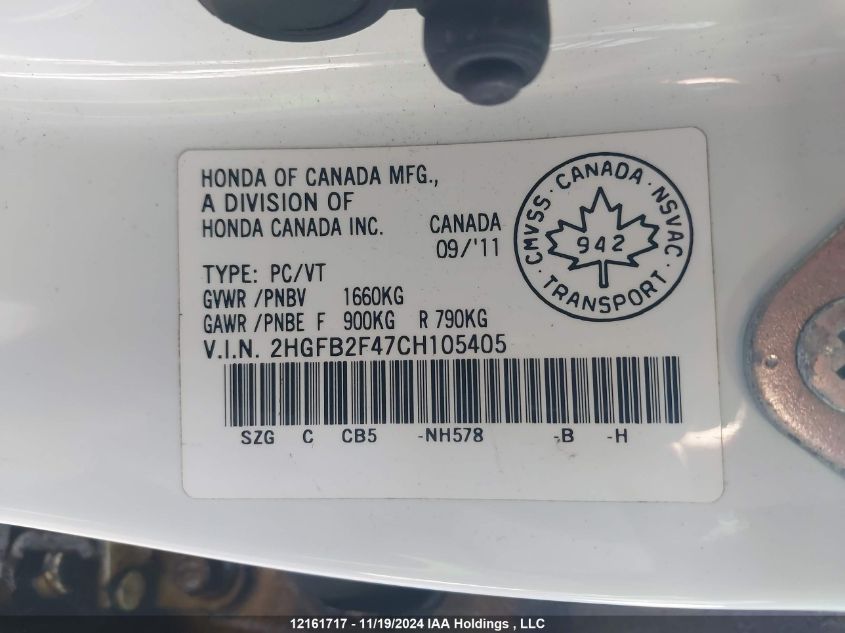 HONDA OF CANADA MFG.,
A DIVISION OF
HONDA CANADA INC.
CANADA
09/'11
CMVSS · CANADA · NSVAC
942
TRANSPORT
TYPE: PC/VT
GVWR /PNBV 1660KG
GAWR /PNBE F 900KG R 790KG
V.I.N. 2HGFB2F47CH105405
SZG C CB5 -NH578 -B -H
12161717 - 11/19/2024 IAA Holdings , LLC